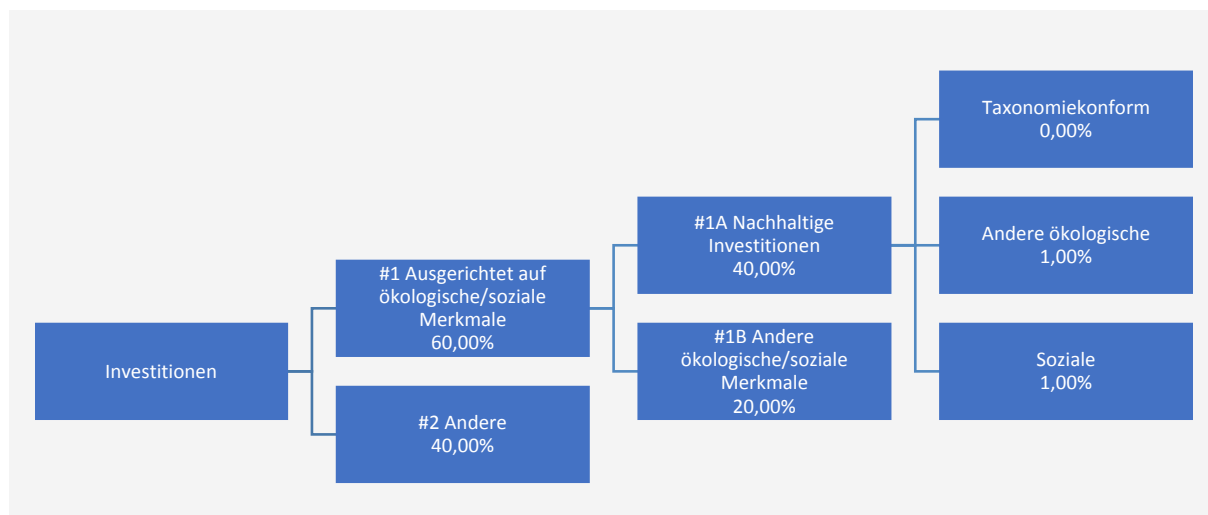 Investitionen
#1 Ausgerichtet auf
ökologische/soziale
Merkmale
60,00%
#2 Andere
40,00%
#1A Nachhaltige
Investitionen
40,00%
#1B Andere
ökologische/soziale
Merkmale
20,00%
Taxonomiekonform
0,00%
Andere ökologische
1,00%
Soziale
1,00%